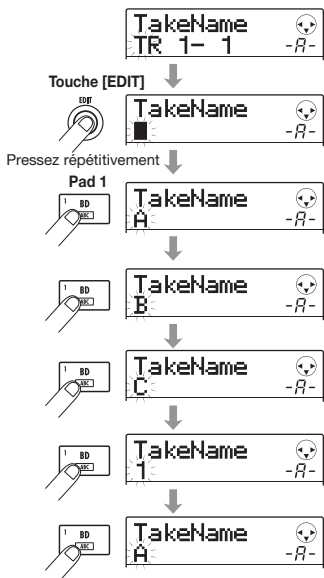 TakeName
TR 1- 1
-A-
Touche [EDIT]
EDIT
TakeName
-A-
Pressez répétitivement
Pad 1
1 BD
ABC
TakeName
A
-A-
1 BD
ABC
TakeName
B
-A-
1 BD
ABC
TakeName
C
-A-
1 BD
ABC
TakeName
1
-A-
1 BD
ABC
TakeName
A
-A-